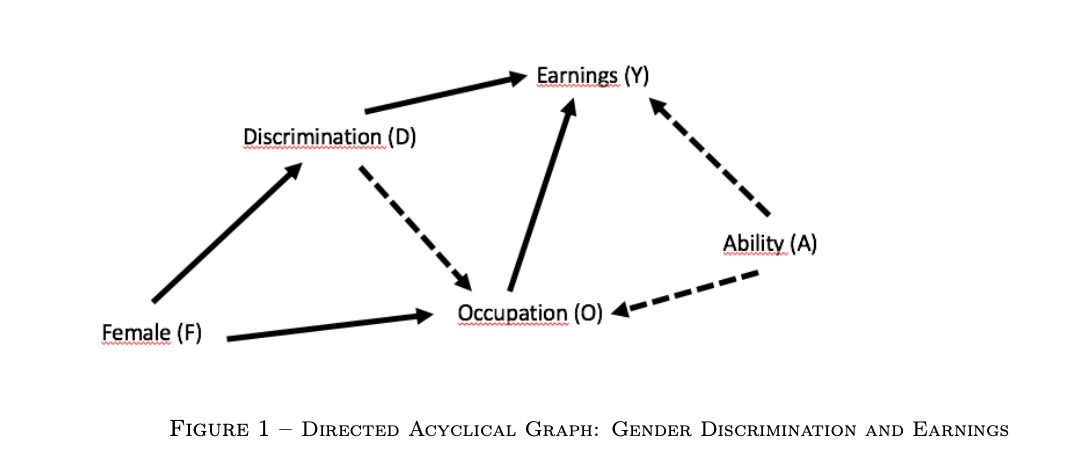 Earnings (Y)
Discrimination (D)
Ability (A)
Occupation (O)
Female (F)
Figure 1 – Directed Acyclical Graph: Gender Discrimination and Earnings